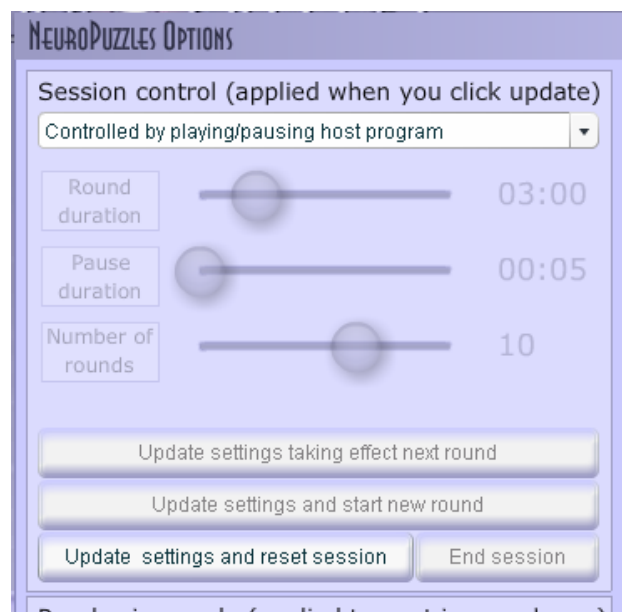 NeuroPuzzles Options
Session control (applied when you click update)
Controlled by playing/pausing host program
Round
duration
03:00
Pause
duration
00:05
Number of
rounds
10
Update settings taking effect next round
Update settings and start new round
Update settings and reset session
End session